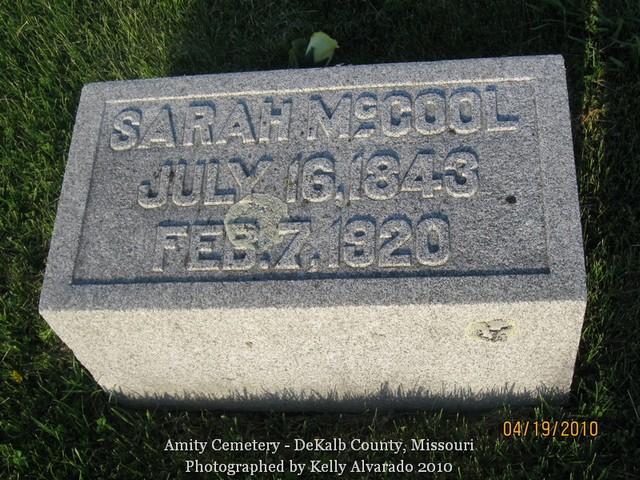 SARAH McCOOL
JULY 16, 1843
FEB. 7, 1920
04/19/2010
Amity Cemetery - DeKalb County, Missouri
Photographed by Kelly Alvarado 2010